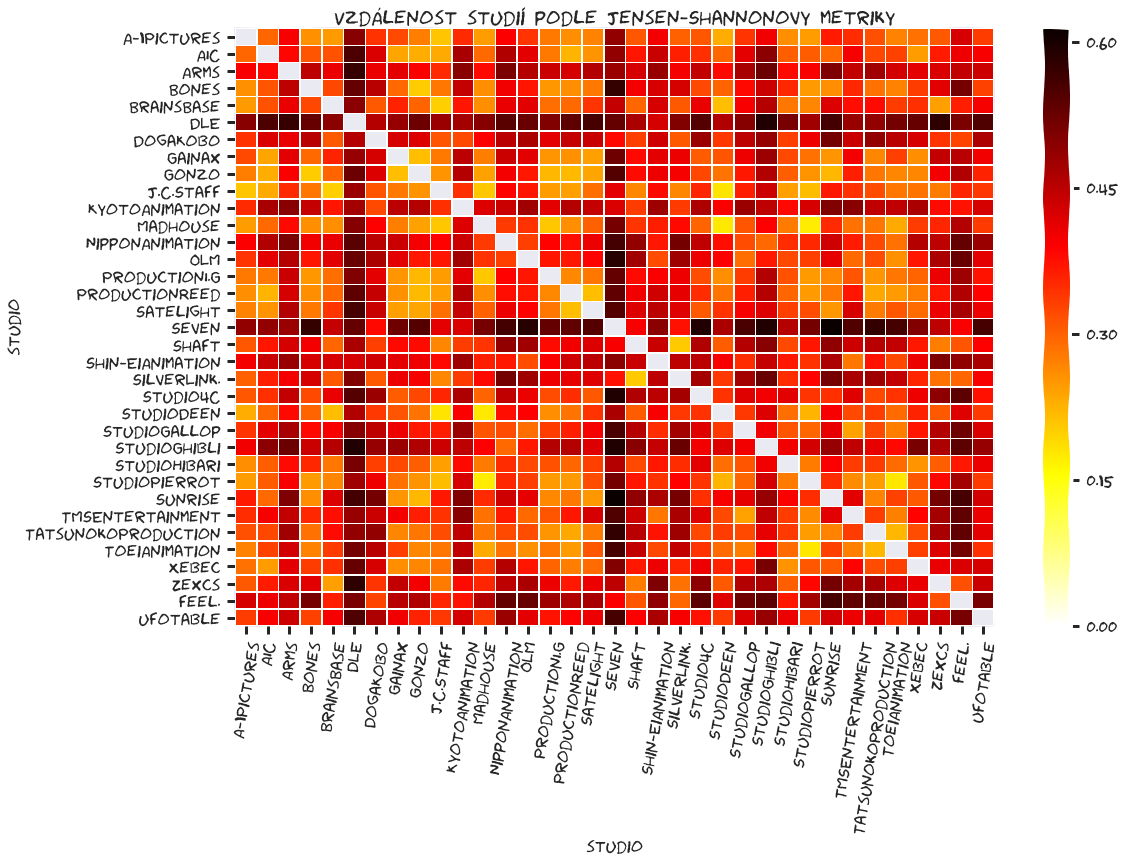 VZDÁLENOST STUDIÍ PODLE JENSEN-SHANNONOVY METRIKY
STUDIO
A-1PICTURES
AIC
ARMS
BONES
BRAINSBASE
DLE
DOGAKOBO
GAINAX
GONZO
J.C.STAFF
KYOTOANIMATION
MADHOUSE
NIPPONANIMATION
OLM
PRODUCTIONI.G
PRODUCTIONREED
SATELIGHT
SEVEN
SHAFT
SHIN-EIANIMATION
SILVERLINK.
STUDIO4C
STUDIODEEN
STUDIOGALLOP
STUDIOGHIBLI
STUDIOHIBARI
STUDIOPIERROT
SUNRISE
TMSENTERTAINMENT
TATSUNOKOPRODUCTION
TOEIANIMATION
XEBEC
ZEXCS
FEEL.
UFOTABLE
A-1PICTURES
AIC
ARMS
BONES
BRAINSBASE
DLE
DOGAKOBO
GAINAX
GONZO
J.C.STAFF
KYOTOANIMATION
MADHOUSE
NIPPONANIMATION
OLM
PRODUCTIONI.G
PRODUCTIONREED
SATELIGHT
SEVEN
SHAFT
SHIN-EIANIMATION
SILVERLINK.
STUDIO4C
STUDIODEEN
STUDIOGALLOP
STUDIOGHIBLI
STUDIOHIBARI
STUDIOPIERROT
SUNRISE
TMSENTERTAINMENT
TATSUNOKOPRODUCTION
TOEIANIMATION
XEBEC
ZEXCS
FEEL.
UFOTABLE
STUDIO
0.60
0.45
0.30
0.15
0.00